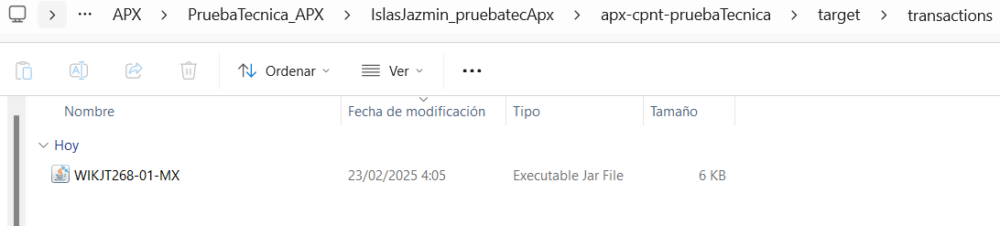 APX > PruebaTecnica_APX > IslasJazmin_pruebatecApx > apx-cpnt-pruebaTecnica > target > transactions
Ordenar Ver
Nombre Fecha de modificación Tipo Tamaño
Hoy
WIKJT268-01-MX 23/02/2025 4:05 Executable Jar File 6 KB